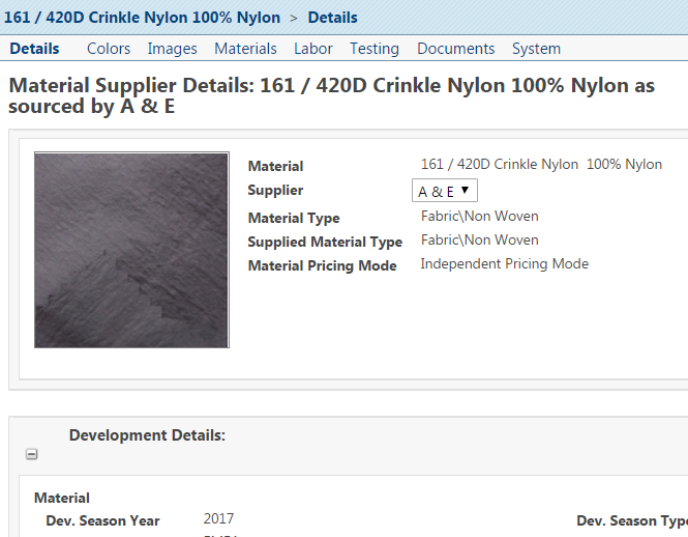 161 / 420D Crinkle Nylon 100% Nylon > Details
Details Colors Images Materials Labor Testing Documents System
Material Supplier Details: 161 / 420D Crinkle Nylon 100% Nylon as
sourced by A & E
Material 161 / 420D Crinkle Nylon 100% Nylon
Supplier A & E ▼
Material Type Fabric\Non Woven
Supplied Material Type Fabric\Non Woven
Material Pricing Mode Independent Pricing Mode
Development Details:
Material
Dev. Season Year 2017 Dev. Season Type